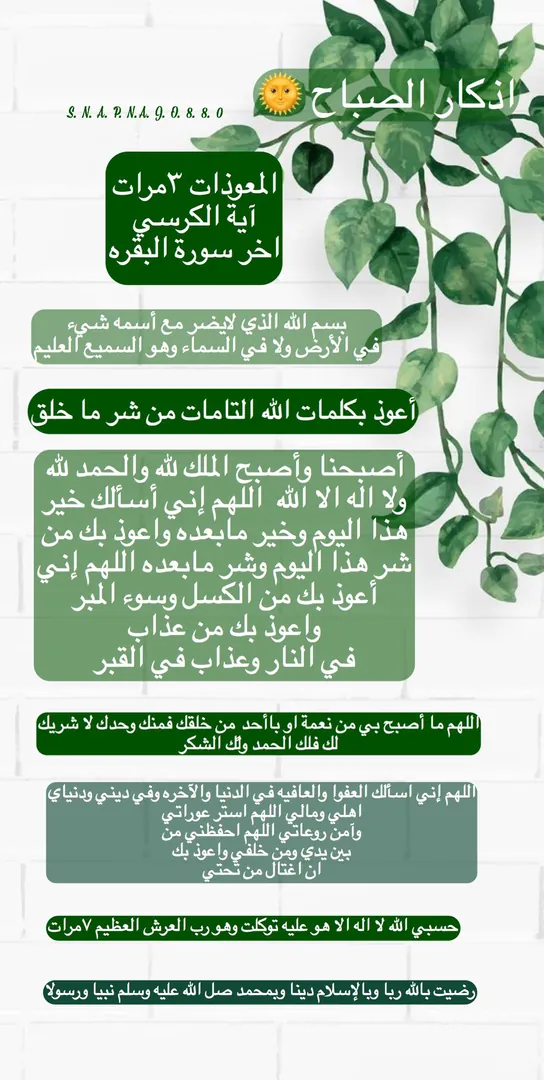 اذكار الصباح 🌞
S.N.A.P.N.A.J.O.8.8.0
المعوذات ٣مرات
آية الكرسي
اخر سورة البقره
بسم الله الذي لايضر مع أسمه شيء
في الأرض ولا في السماء وهو السميع العليم
أعوذ بكلمات الله التامات من شر ما خلق
أصبحنا وأصبح الملك لله والحمد لله
ولا اله الا الله اللهم إني أسألك خير
هذا اليوم وخير مابعده واعوذ بك من
شر هذا اليوم وشر مابعده اللهم إني
أعوذ بك من الكسل وسوء المبر
واعوذ بك من عذاب
في النار وعذاب في القبر
اللهم ما أصبح بي من نعمة او باأحد من خلقك فمنك وحدك لا شريك
لك فلك الحمد ولك الشكر
اللهم إني اسألك العفوا والعافيه في الدنيا والآخره وفي ديني ودنياي
اهلي ومالي اللهم استر عوراتي
وآمن روعاتي اللهم احفظني من
بين يدي ومن خلفي واعوذ بك
ان اغتال من تحتي
حسبي الله لا اله الا هو عليه توكلت وهو رب العرش العظيم ٧مرات
رضيت بالله ربا وبالإسلام دينا وبمحمد صل الله عليه وسلم نبيا ورسولا